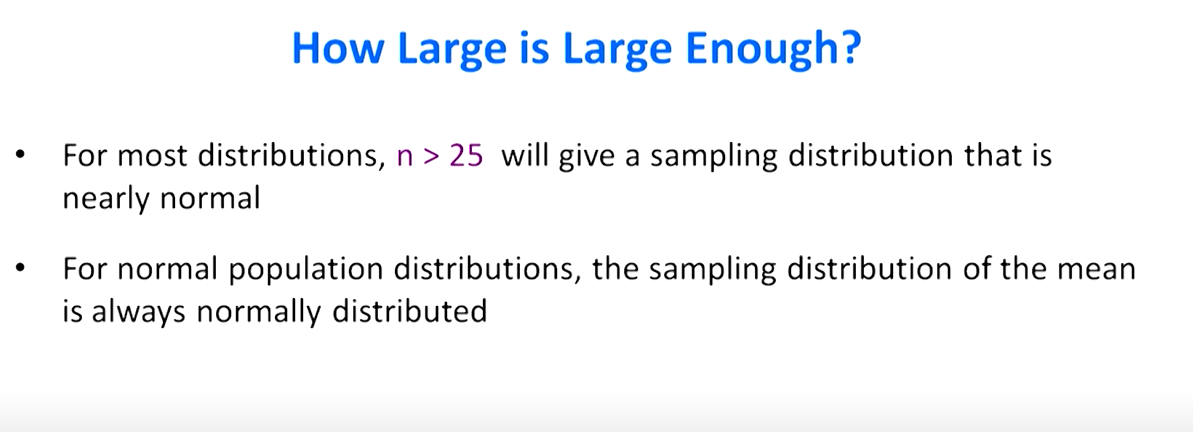 How Large is Large Enough?
• For most distributions, n > 25 will give a sampling distribution that is
nearly normal
• For normal population distributions, the sampling distribution of the mean
is always normally distributed